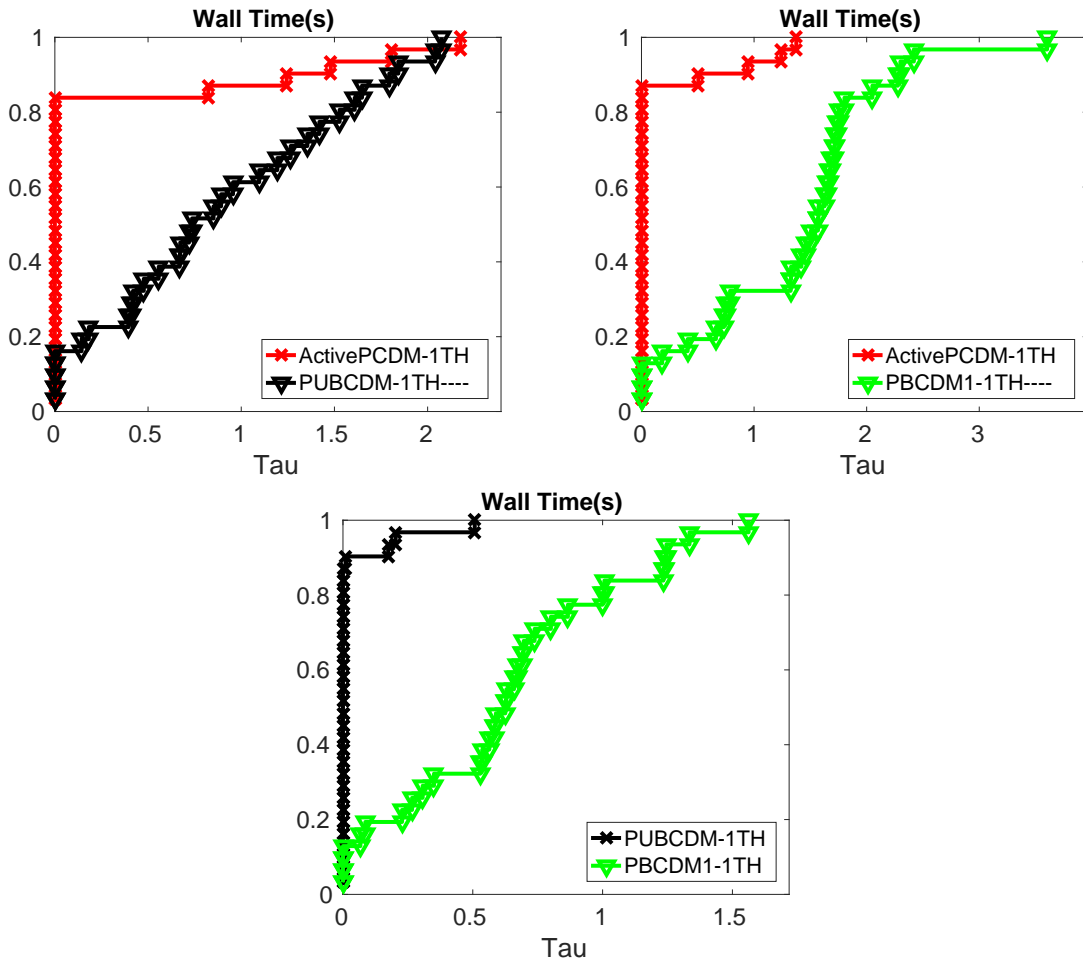 Wall Time(s)
1
0.8
0.6
0.4
0.2
0
0 0.5 1 1.5 2
Tau
ActivePCDM-1TH
PUBCDM-1TH----
Wall Time(s)
1
0.8
0.6
0.4
0.2
0
0 1 2 3
Tau
ActivePCDM-1TH
PBCDM1-1TH----
Wall Time(s)
1
0.8
0.6
0.4
0.2
0
0 0.5 1 1.5
Tau
PUBCDM-1TH
PBCDM1-1TH